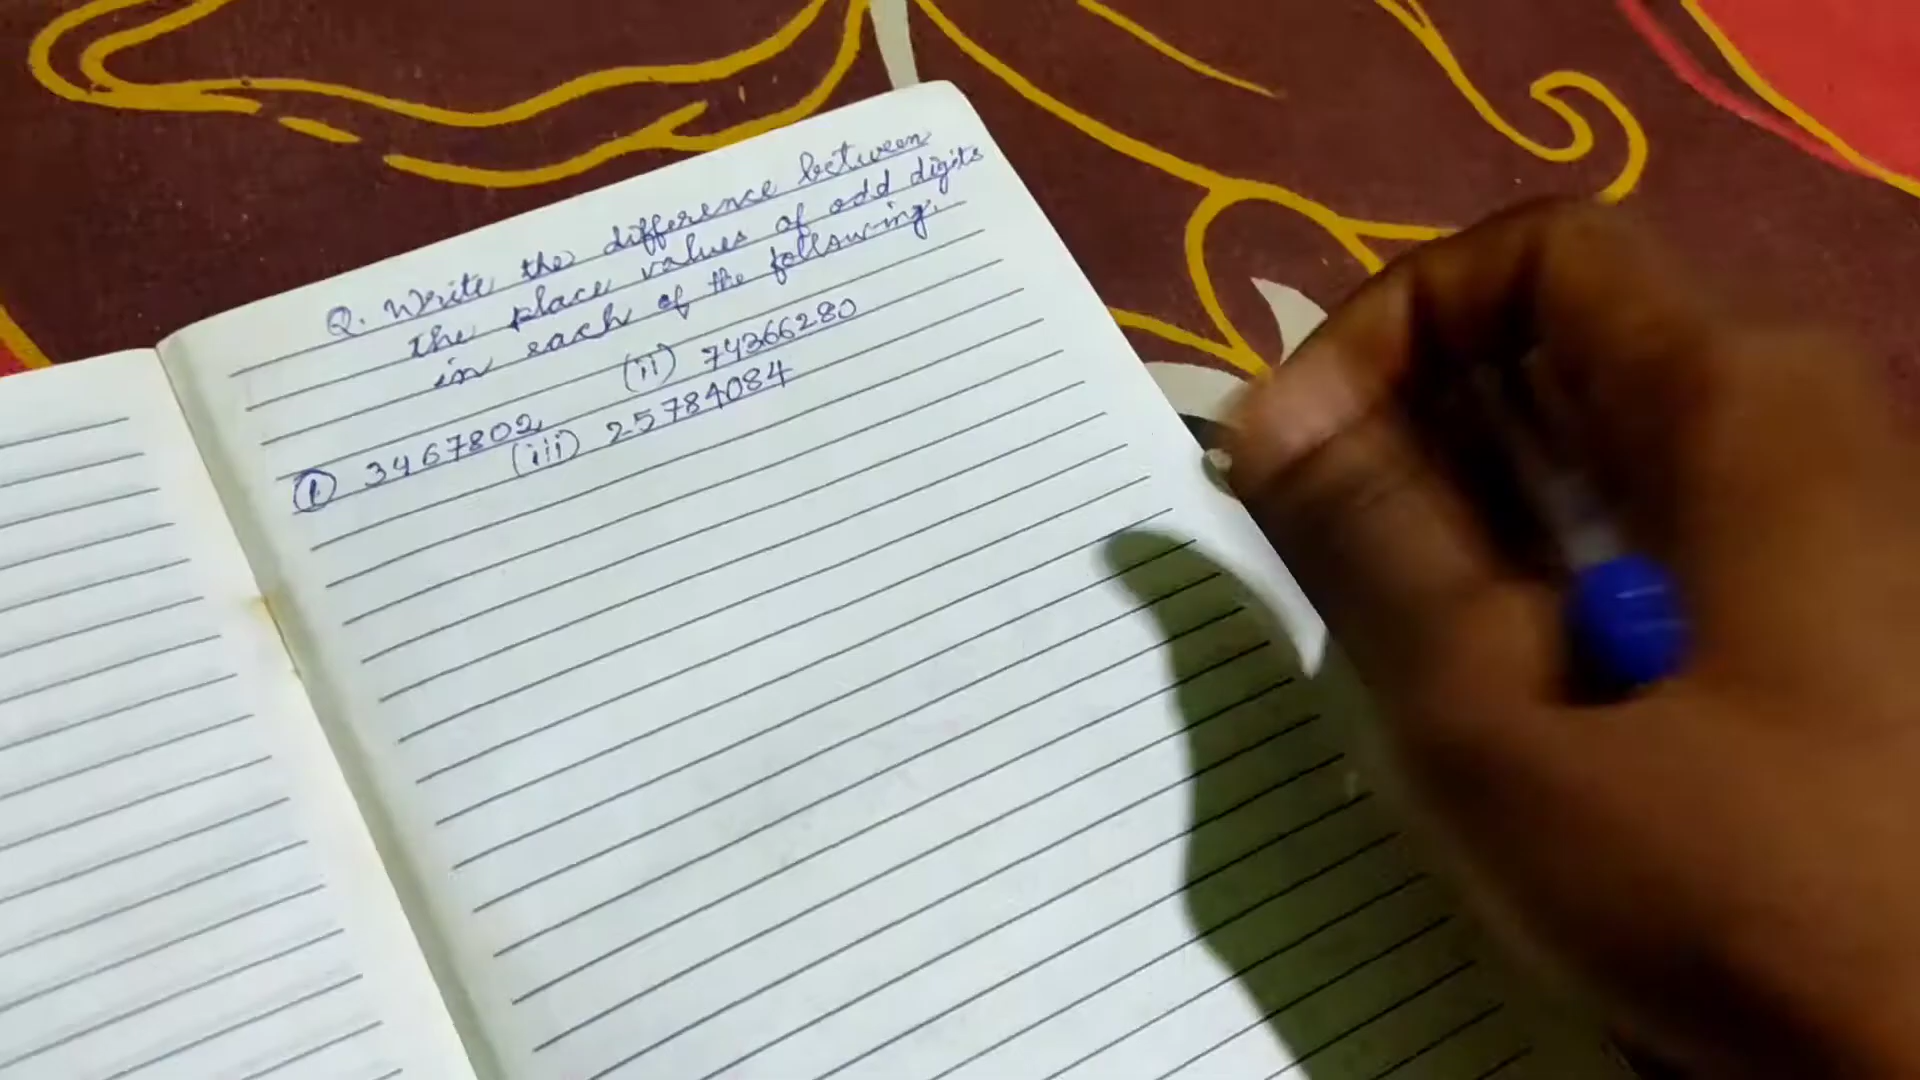 Q. Write the difference between
the place values of odd digits
in each of the following.
(i) 3467802 (ii) 74366280
(iii) 25784084